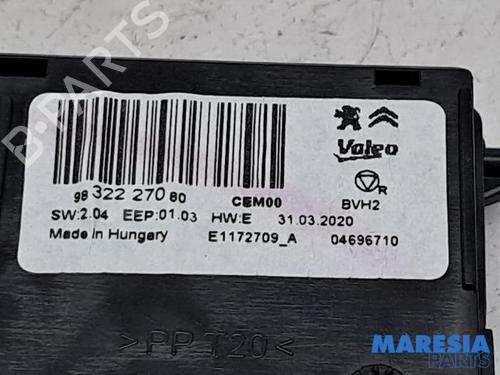 B-PARTS
Valeo
98 322 270 80
CEM00
R
BVH2
SW:2.04 EEP:01.03 HW:E 31.03.2020
Made in Hungary E1172709_A 04696710
>PP T20<
MARESIA
PARTS